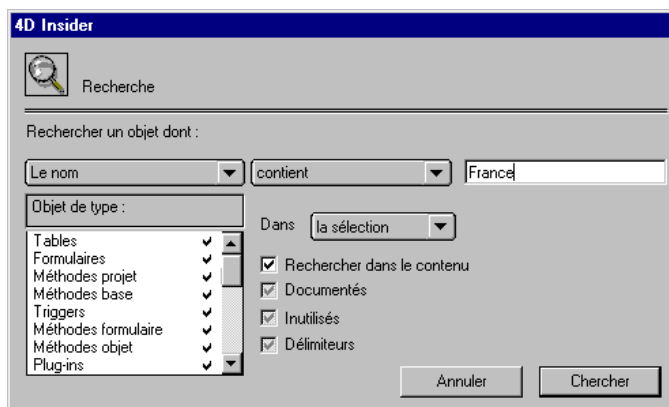 4D Insider
Recherche
Rechercher un objet dont :
Le nom contient France
Objet de type :
Dans la sélection
Tables
Formulaires
Méthodes projet
Méthodes base
Triggers
Méthodes formulaire
Méthodes objet
Plug-ins
Rechercher dans le contenu
Documentés
Inutilisés
Délimiteurs
Annuler Chercher